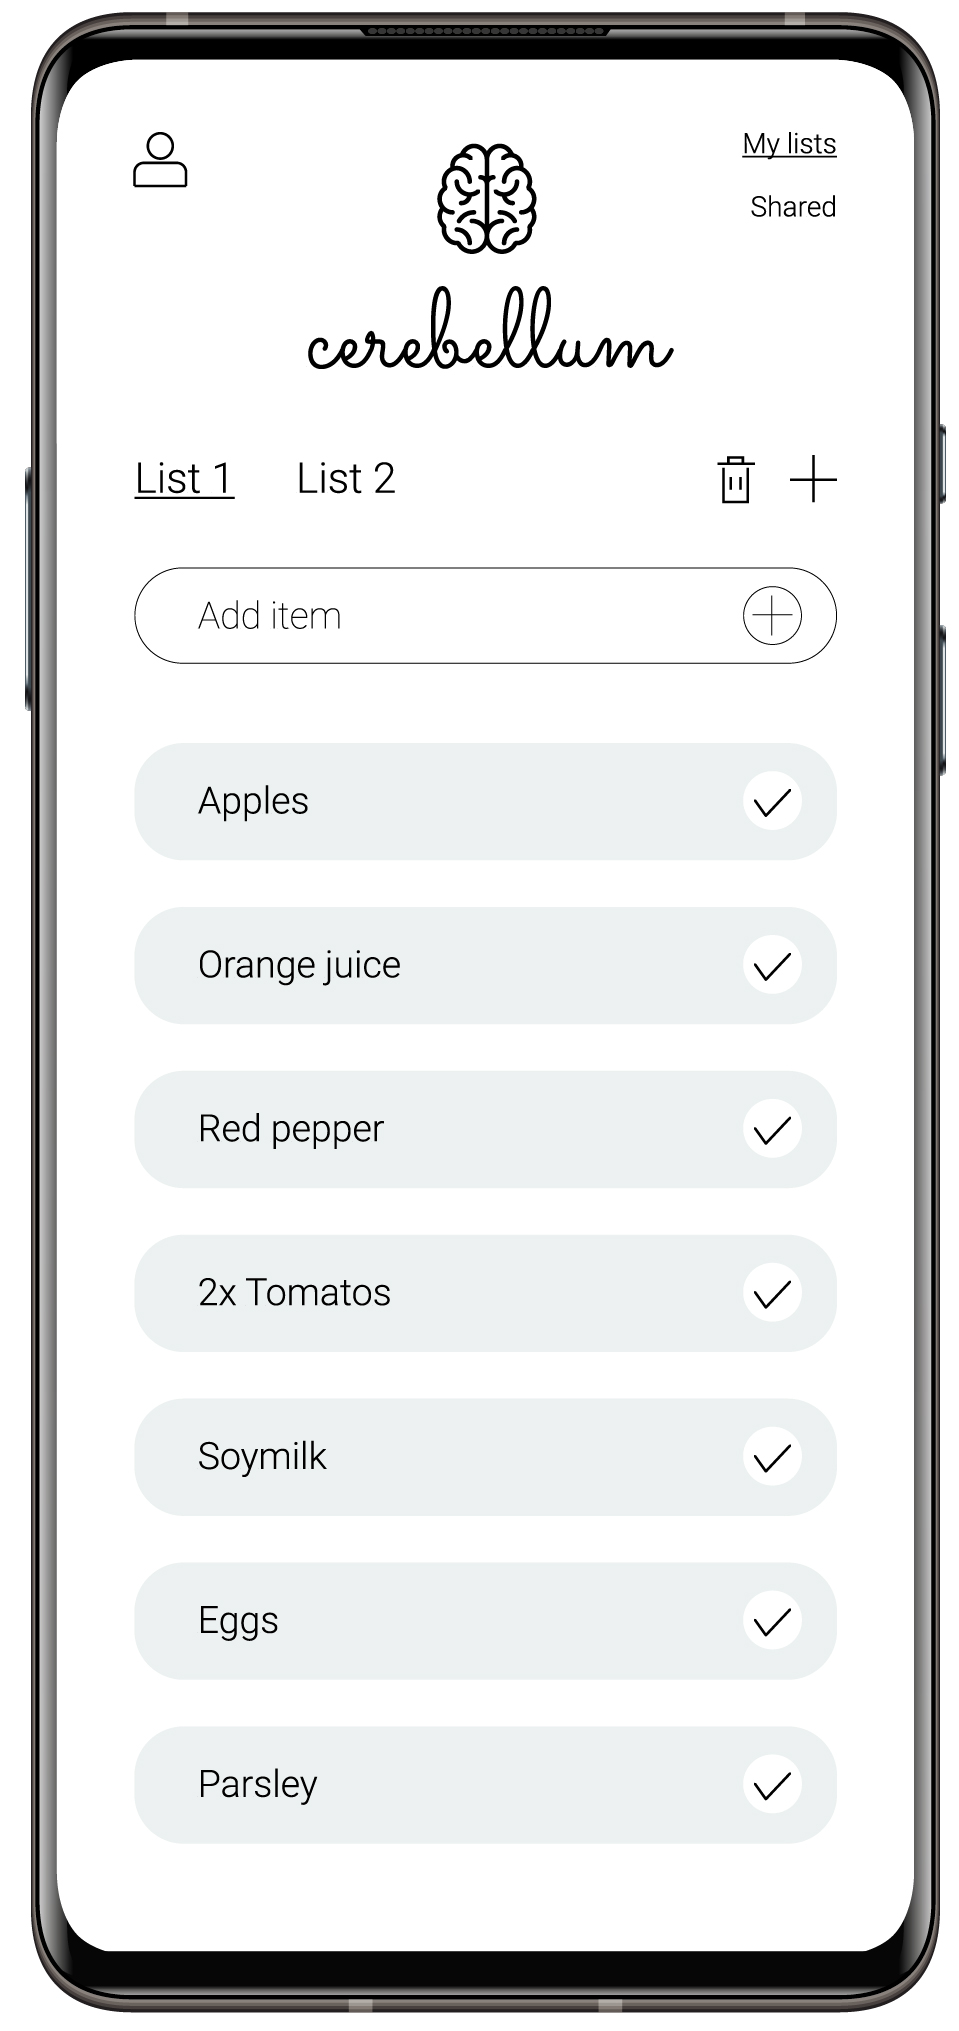 My lists
Shared
cerebellum
List 1 List 2
Add item
Apples
Orange juice
Red pepper
2x Tomatos
Soymilk
Eggs
Parsley